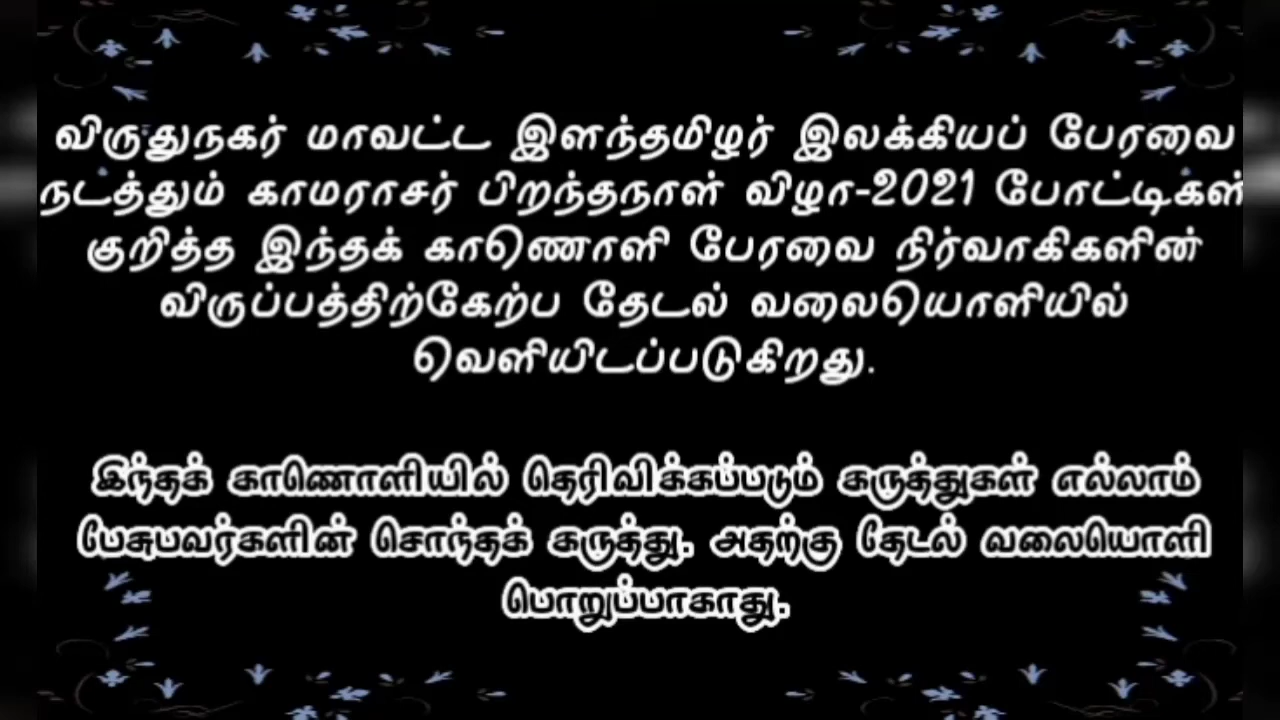 விருதுநகர் மாவட்ட இளந்தமிழர் இலக்கியப் பேரவை
நடத்தும் காமராசர் பிறந்தநாள் விழா-2021 போட்டிகள்
குறித்த இந்தக் காணொளி பேரவை நிர்வாகிகளின்
விருப்பத்திற்கேற்ப தேடல் வலையொளியில்
வெளியிடப்படுகிறது.
இந்தக் காணொளியில் தெரிவிக்கப்படும் கருத்துகள் எல்லாம்
பேசுபவர்களின் சொந்தக் கருத்து. அதற்கு தேடல் வலையொளி
பொறுப்பாகாது.